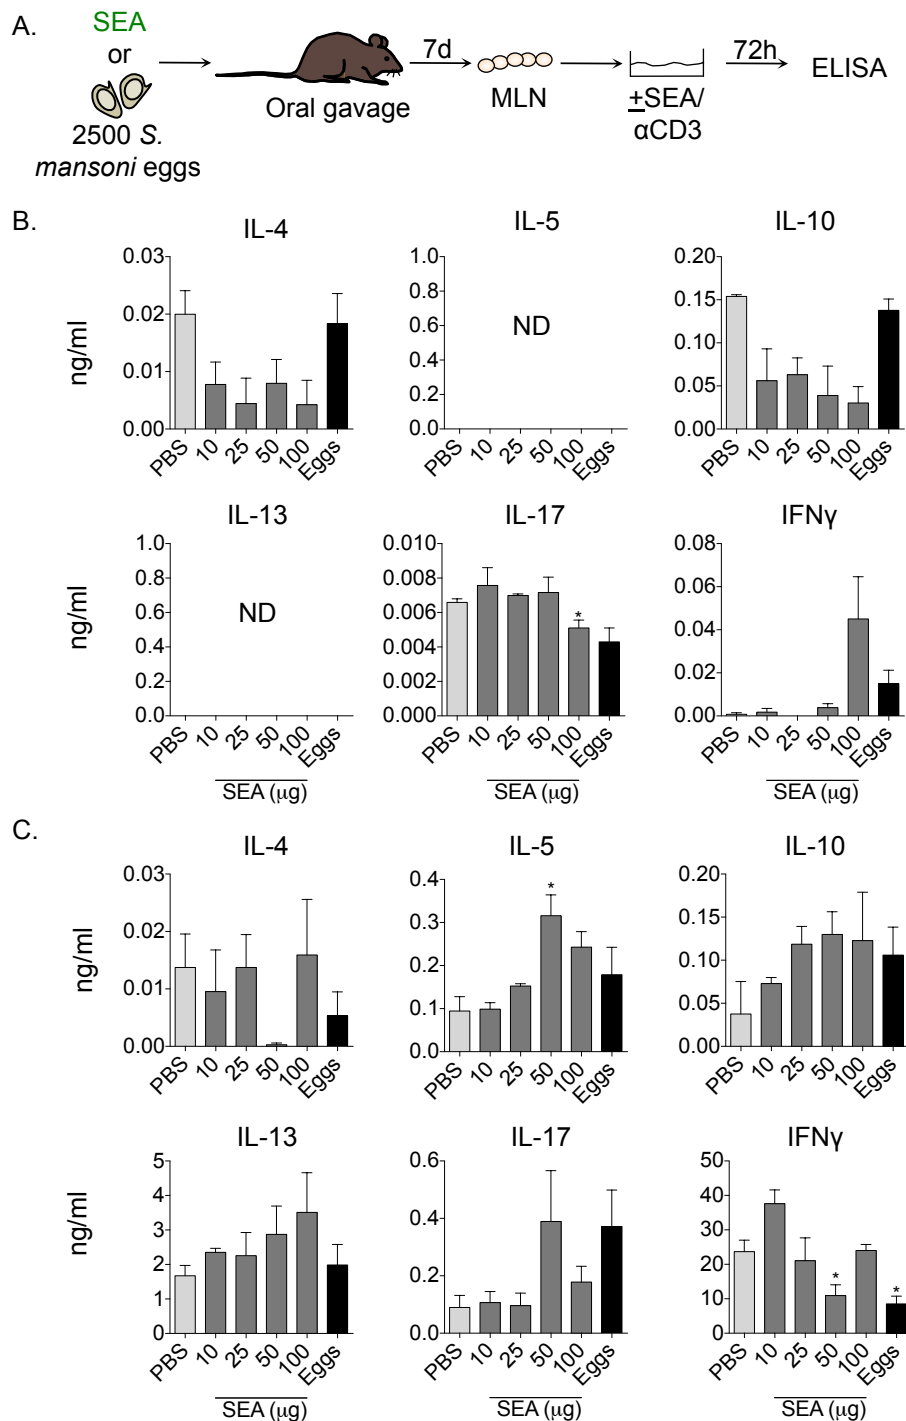 A.
SEA
or
2500 S.
mansoni eggs
Oral gavage
7d
MLN
+SEA/
αCD3
72h
ELISA
B.
IL-4
ng/ml
0.03
0.02
0.01
0.00
PBS 10 25 50 100 Eggs
IL-5
1.0
0.8
0.6
0.4
0.2
0.0
ND
PBS 10 25 50 100 Eggs
IL-10
0.20
0.15
0.10
0.05
0.00
PBS 10 25 50 100 Eggs
IL-13
ng/ml
1.0
0.8
0.6
0.4
0.2
0.0
ND
PBS 10 25 50 100 Eggs
SEA (μg)
IL-17
0.010
0.008
0.006
0.004
0.002
0.000
*
PBS 10 25 50 100 Eggs
SEA (μg)
IFNγ
0.08
0.06
0.04
0.02
0.00
PBS 10 25 50 100 Eggs
SEA (μg)
C.
IL-4
ng/ml
0.03
0.02
0.01
0.00
PBS 10 25 50 100 Eggs
IL-5
0.4
0.3
0.2
0.1
0.0
*
PBS 10 25 50 100 Eggs
IL-10
0.20
0.15
0.10
0.05
0.00
PBS 10 25 50 100 Eggs
IL-13
ng/ml
5
4
3
2
1
0
PBS 10 25 50 100 Eggs
SEA (μg)
IL-17
0.6
0.4
0.2
0.0
PBS 10 25 50 100 Eggs
SEA (μg)
IFNγ
50
40
30
20
10
0
* *
PBS 10 25 50 100 Eggs
SEA (μg)